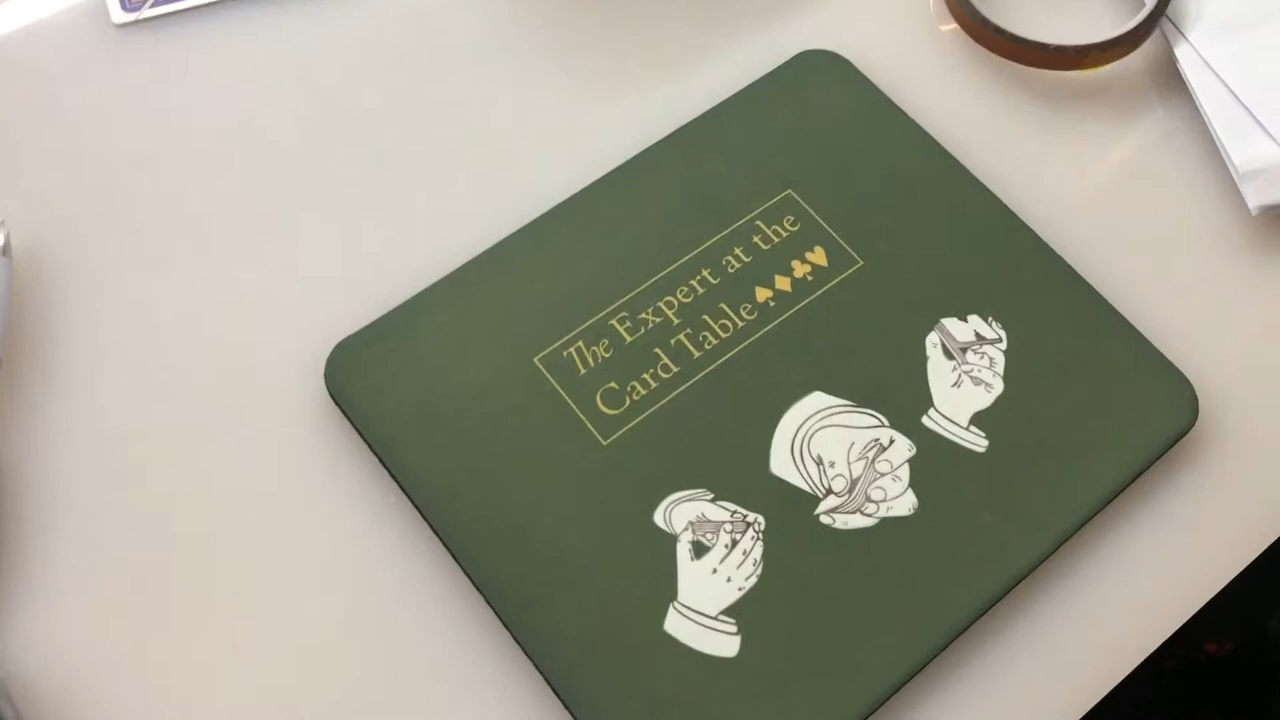 The Expert at the
Card Table♠♦♣♥